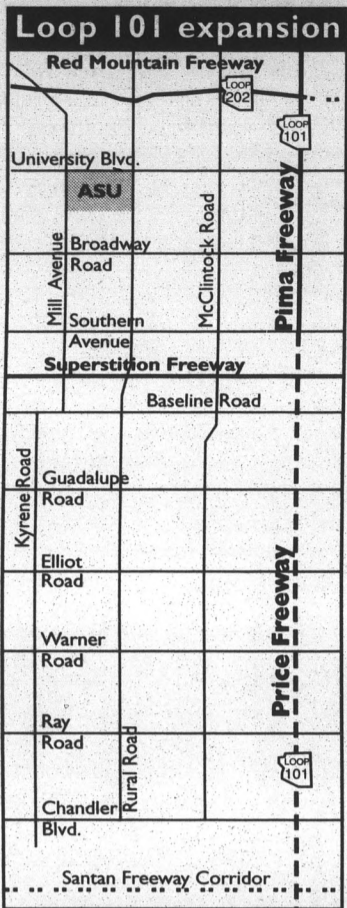 Loop 101 expansion
Red Mountain Freeway
LOOP
202
LOOP
101
University Blvd.
ASU
Mill Avenue
Broadway
Road
McClintock Road
Pima Freeway
Southern
Avenue
Superstition Freeway
Baseline Road
Kyrene Road
Guadalupe
Road
Elliot
Road
Price Freeway
Warner
Road
Ray
Road
Rural Road
LOOP
101
Chandler
Blvd.
Santan Freeway Corridor